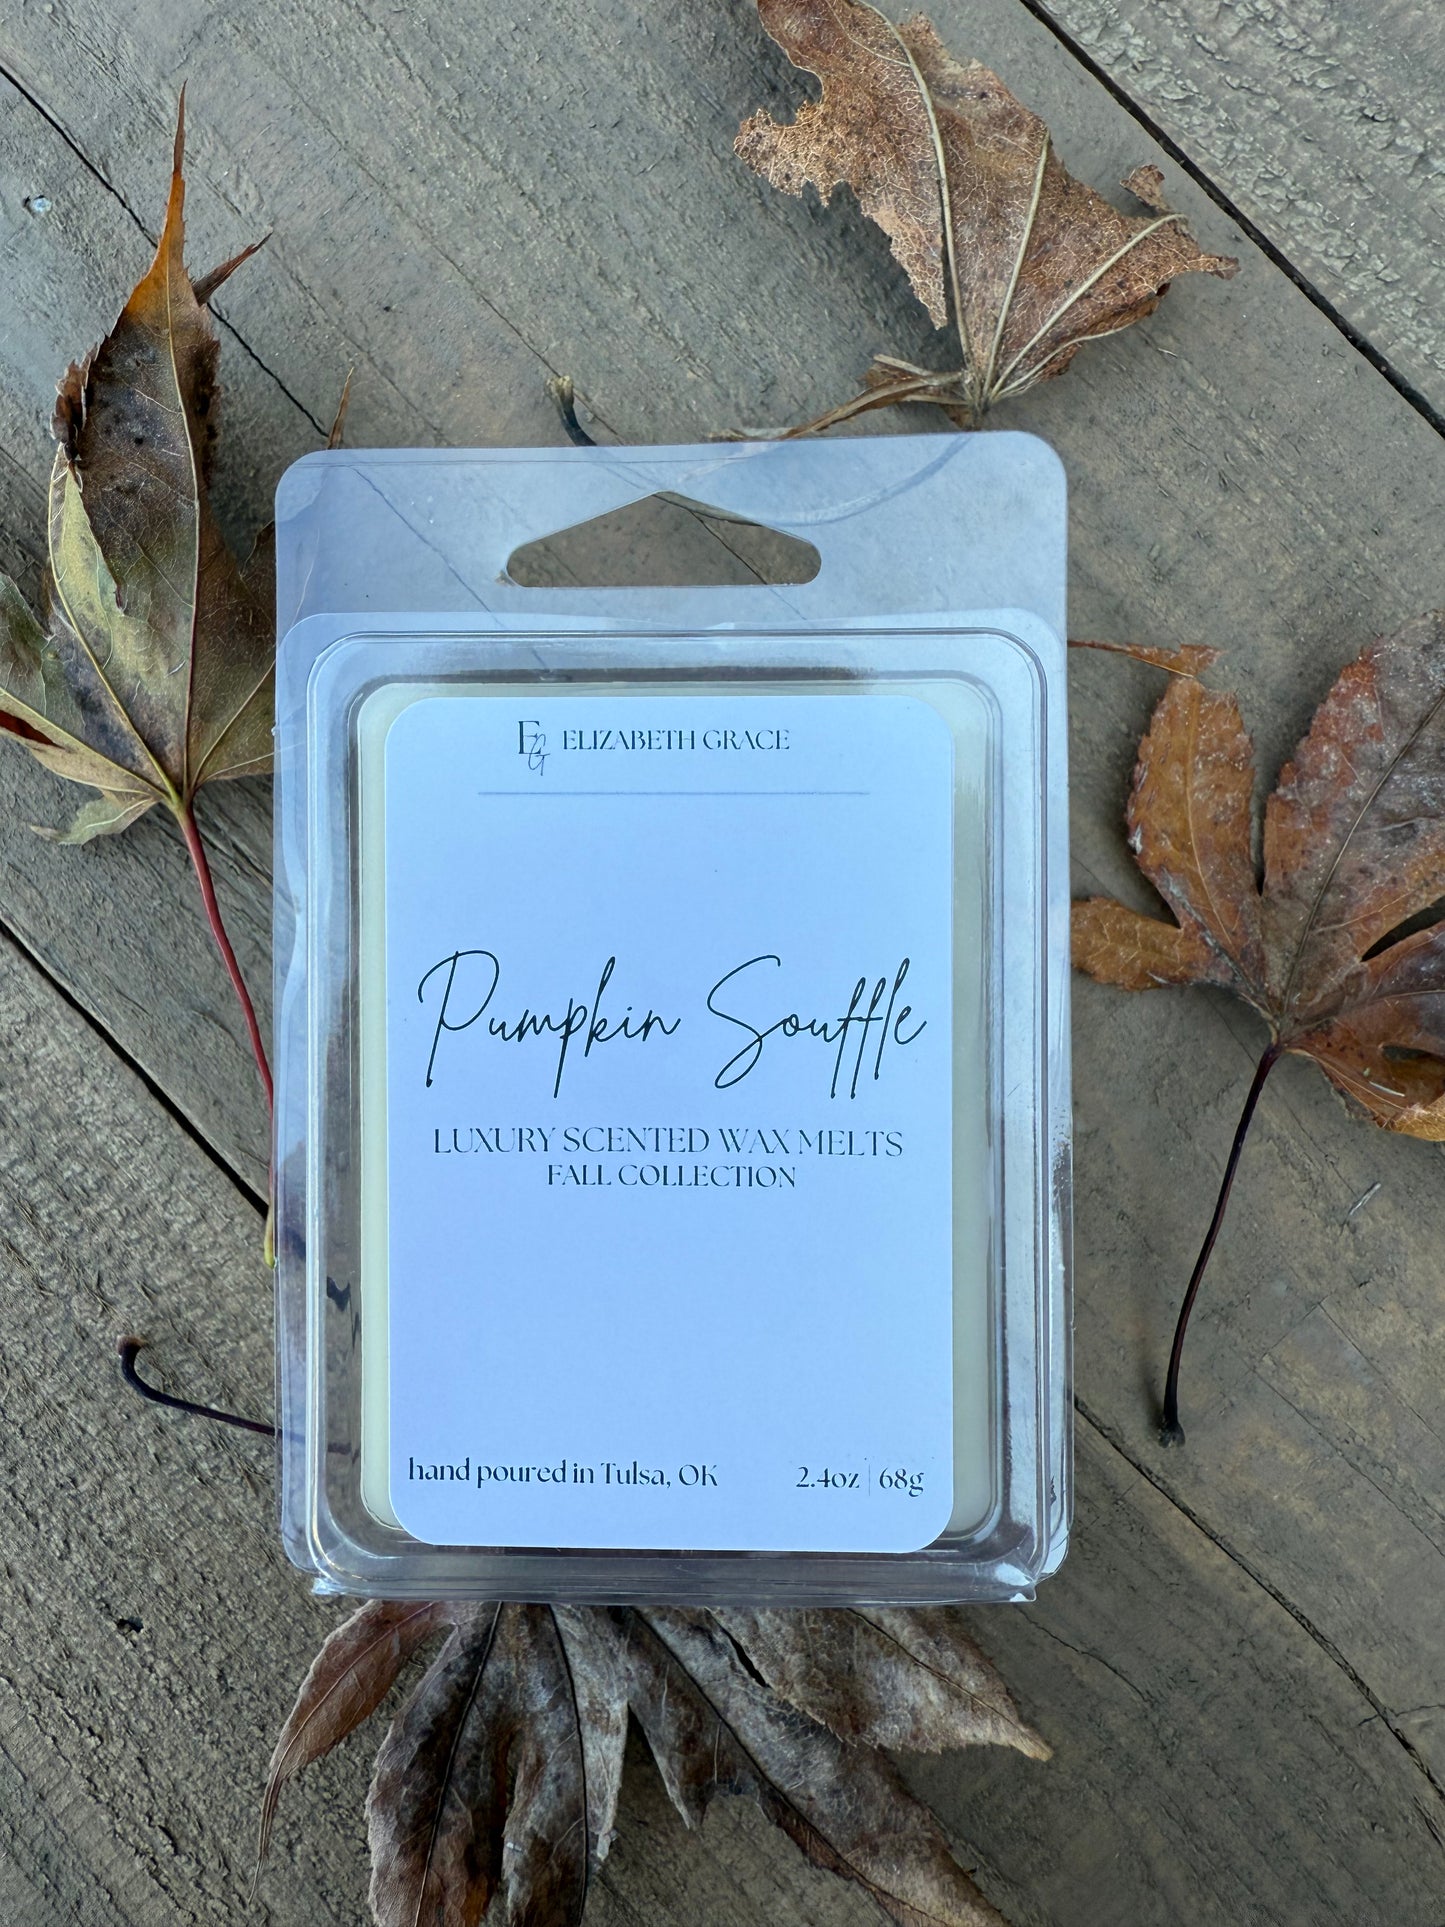 EG ELIZABETH GRACE
Pumpkin Souffle
LUXURY SCENTED WAX MELTS
FALL COLLECTION
hand poured in Tulsa, OK 2.4oz | 68g